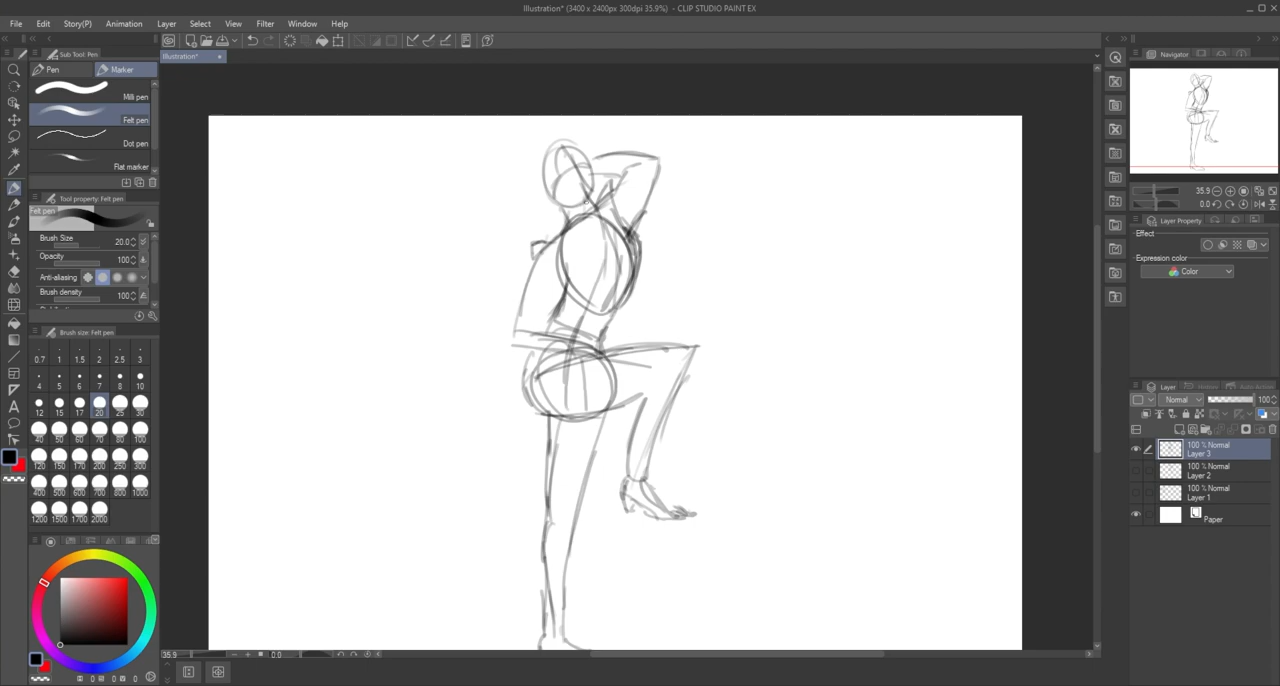 Illustration* (3400 x 2400px 300dpi 35.9%) - CLIP STUDIO PAINT EX
File Edit Story(P) Animation Layer Select View Filter Window Help
Sub Tool: Pen
Illustration*
Navigator
Pen Marker
Milli pen
Felt pen
Dot pen
Flat marker
Tool property: Felt pen
Felt pen
Brush Size 20.0
Opacity 100
Anti-aliasing
Brush density 100
Brush size: Felt pen
0.7 1 1.5 2 2.5 3
4 5 6 7 8 10
12 15 17 20 25 30
40 50 60 70 80 100
120 150 170 200 250 300
400 500 600 700 800 1000
1200 1500 1700 2000
0 0 0
35.9 0.0
35.9
0.0
Layer Property
Effect
Expression color
Color
Layer History Auto Action
Normal 100
100 % Normal
Layer 3
100 % Normal
Layer 2
100 % Normal
Layer 1
Paper